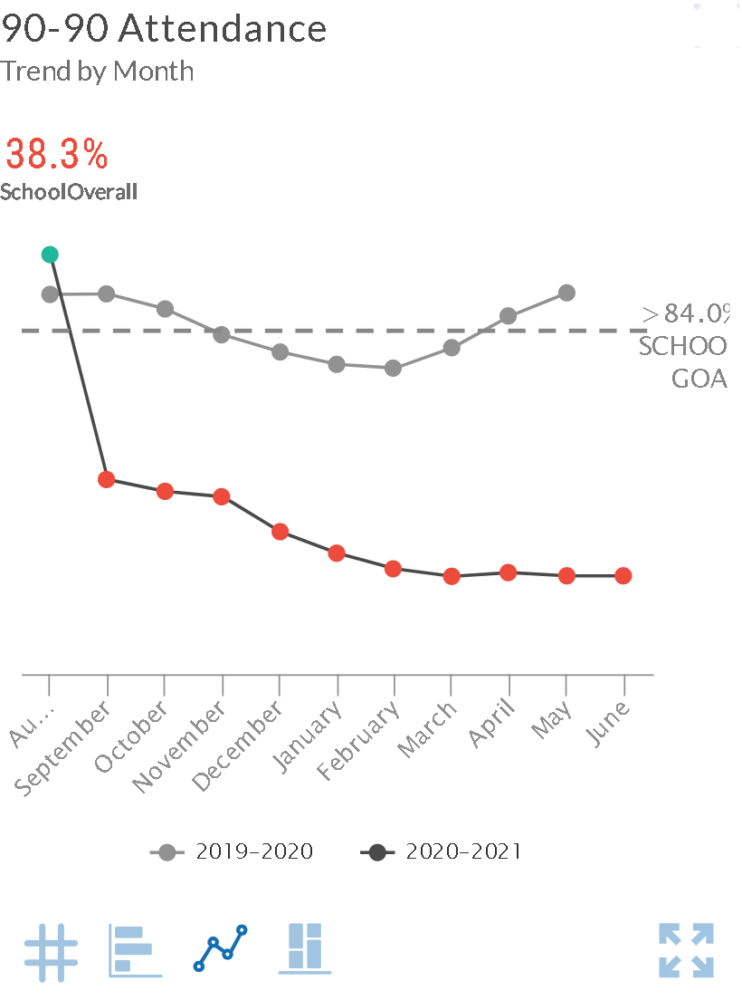 90-90 Attendance
Trend by Month
38.3%
SchoolOverall
>84.0%
SCHOO
GOA
Au...
September
October
November
December
January
February
March
April
May
June
2019-2020
2020-2021